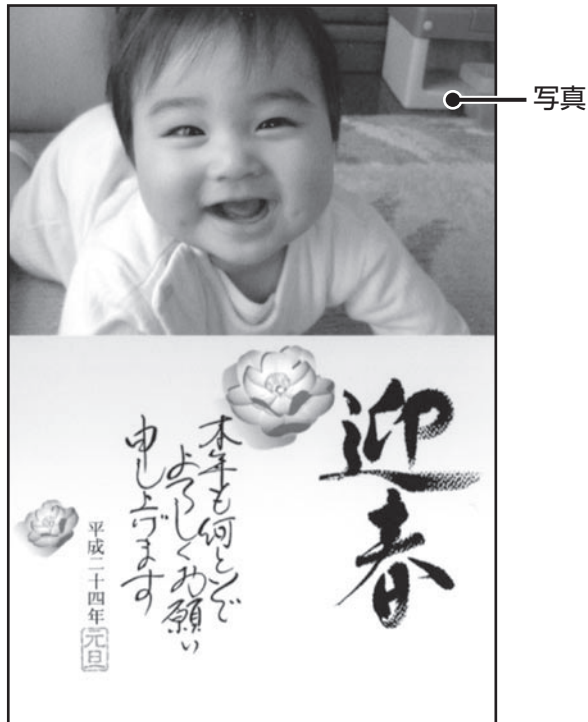 写真
迎春
本年も何とぞ
よろしくお願い
申し上げます
平成二十四年
元旦